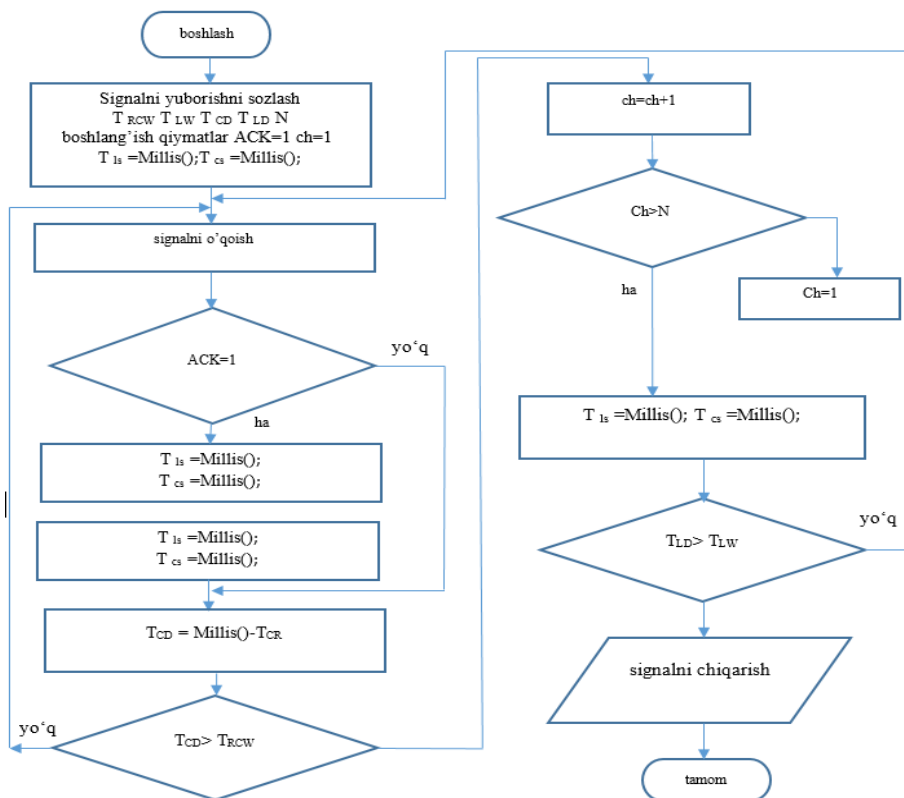 boshlash
Signalni yuborishni sozlash
T RCW T LW T CD T LD N
boshlang’ish qiymatlar ACK=1 ch=1
T ls =Millis();T cs =Millis();
signalni o’qoish
ACK=1
yo‘q
ha
T ls =Millis();
T cs =Millis();
T ls =Millis();
T cs =Millis();
TCD = Millis()-TCR
TCD> TRCW
yo‘q
ch=ch+1
Ch>N
ha
Ch=1
T ls =Millis(); T cs =Millis();
TLD> TLW
yo‘q
signalni chiqarish
tamom